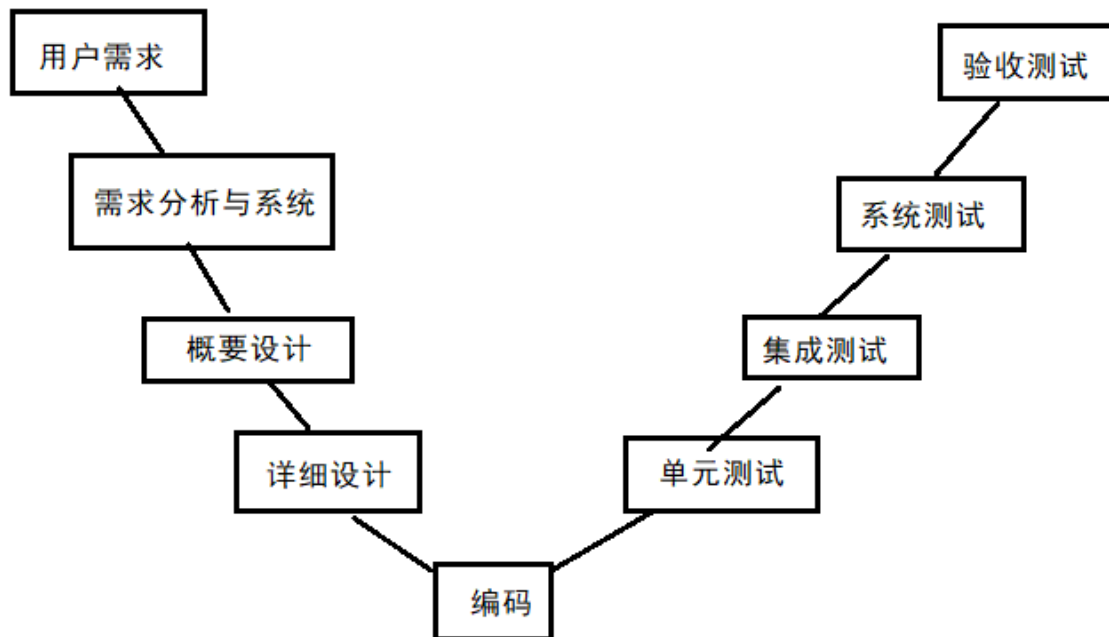 用户需求
验收测试
需求分析与系统
系统测试
概要设计
集成测试
详细设计
单元测试
编码